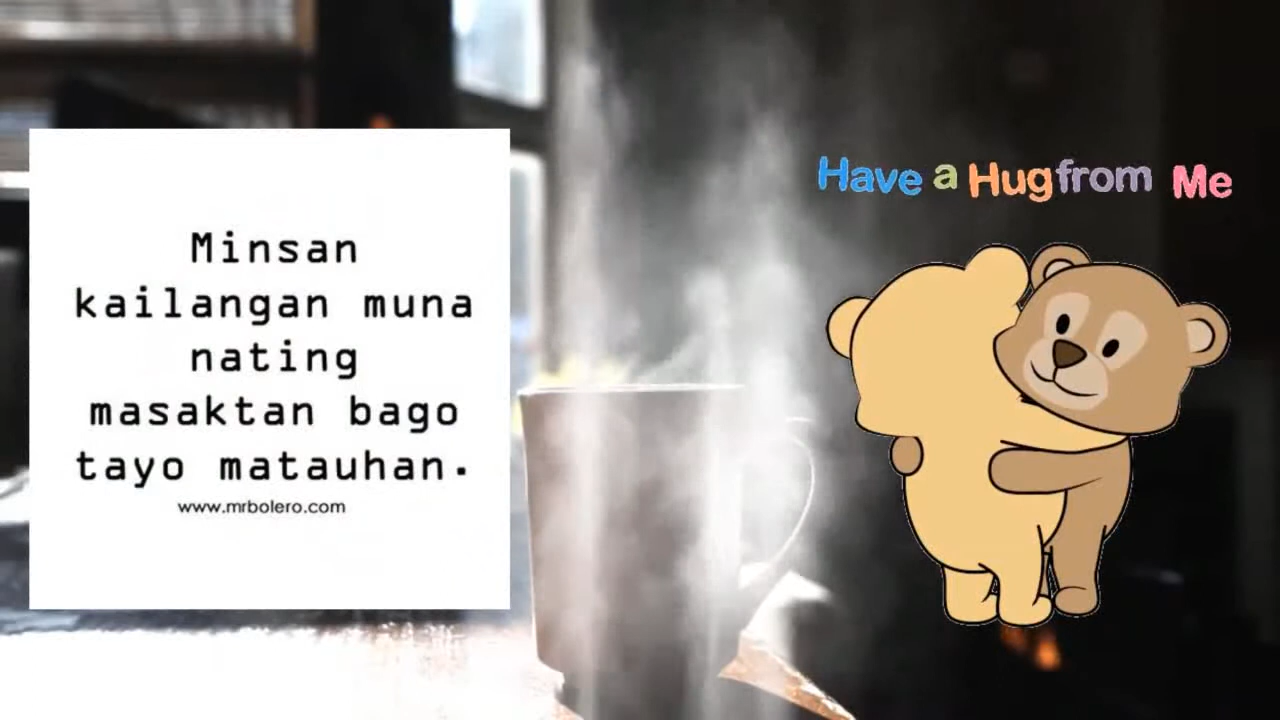 Minsan
kailangan muna
nating
masaktan bago
tayo matauhan.
www.mrbolero.com
Have a Hug from Me